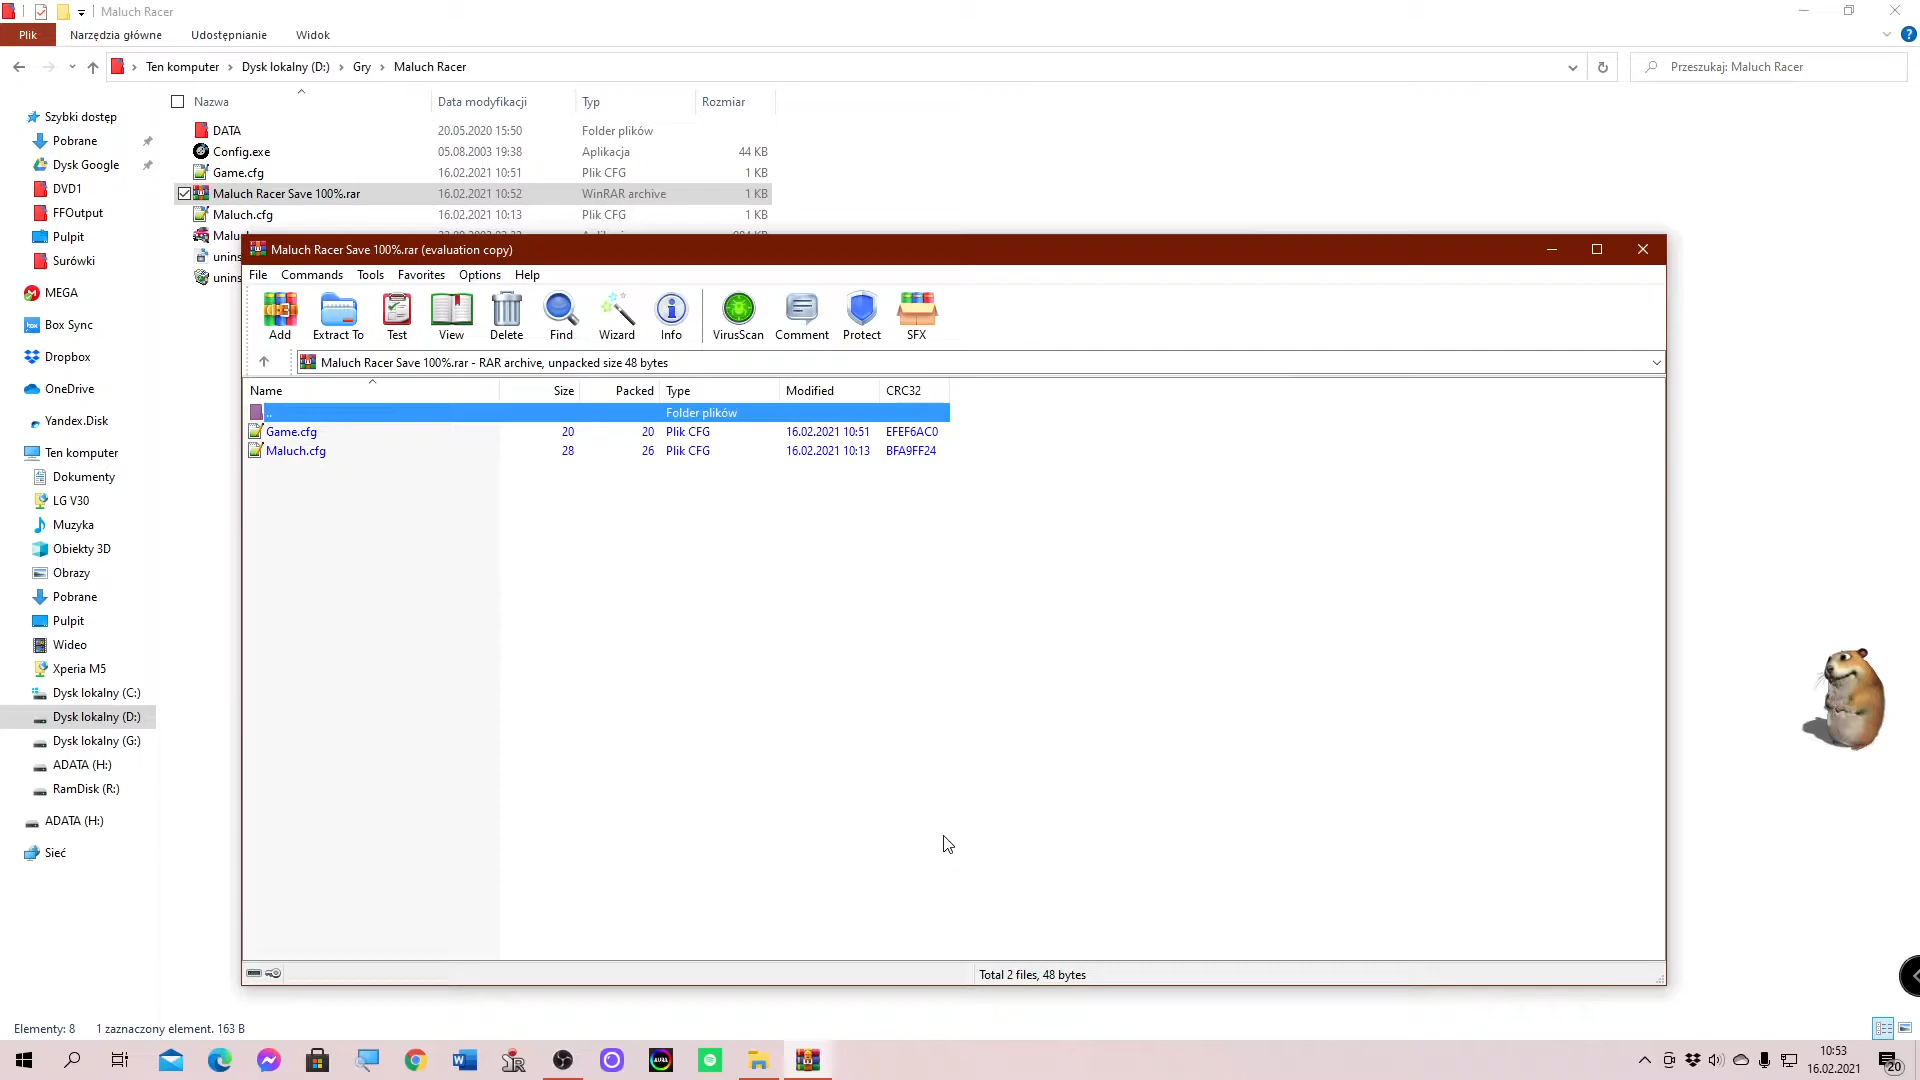 Maluch Racer
Plik Narzędzia główne Udostępnianie Widok
Ten komputer Dysk lokalny (D:) Gry Maluch Racer Przeszukaj: Maluch Racer
Nazwa Data modyfikacji Typ Rozmiar
DATA 20.05.2020 15:50 Folder plików
Config.exe 05.08.2003 19:38 Aplikacja 44 KB
Game.cfg 16.02.2021 10:51 Plik CFG 1 KB
Maluch Racer Save 100%.rar 16.02.2021 10:52 WinRAR archive 1 KB
Maluch.cfg 16.02.2021 10:13 Plik CFG 1 KB
Szybki dostęp
Pobrane
Dysk Google
DVD1
FFOutput
Pulpit
Surówki
MEGA
Box Sync
Dropbox
OneDrive
Yandex.Disk
Ten komputer
Dokumenty
LG V30
Muzyka
Obiekty 3D
Obrazy
Pobrane
Pulpit
Wideo
Xperia M5
Dysk lokalny (C:)
Dysk lokalny (D:)
Dysk lokalny (G:)
ADATA (H:)
RamDisk (R:)
ADATA (H:)
Sieć
Maluch Racer Save 100%.rar (evaluation copy)
File Commands Tools Favorites Options Help
Add Extract To Test View Delete Find Wizard Info VirusScan Comment Protect SFX
Maluch Racer Save 100%.rar - RAR archive, unpacked size 48 bytes
Name Size Packed Type Modified CRC32
.. Folder plików
Game.cfg 20 20 Plik CFG 16.02.2021 10:51 EFEF6AC0
Maluch.cfg 28 26 Plik CFG 16.02.2021 10:13 BFA9FF24
Total 2 files, 48 bytes
Elementy: 8 1 zaznaczony element. 163 B
10:53
16.02.2021
20